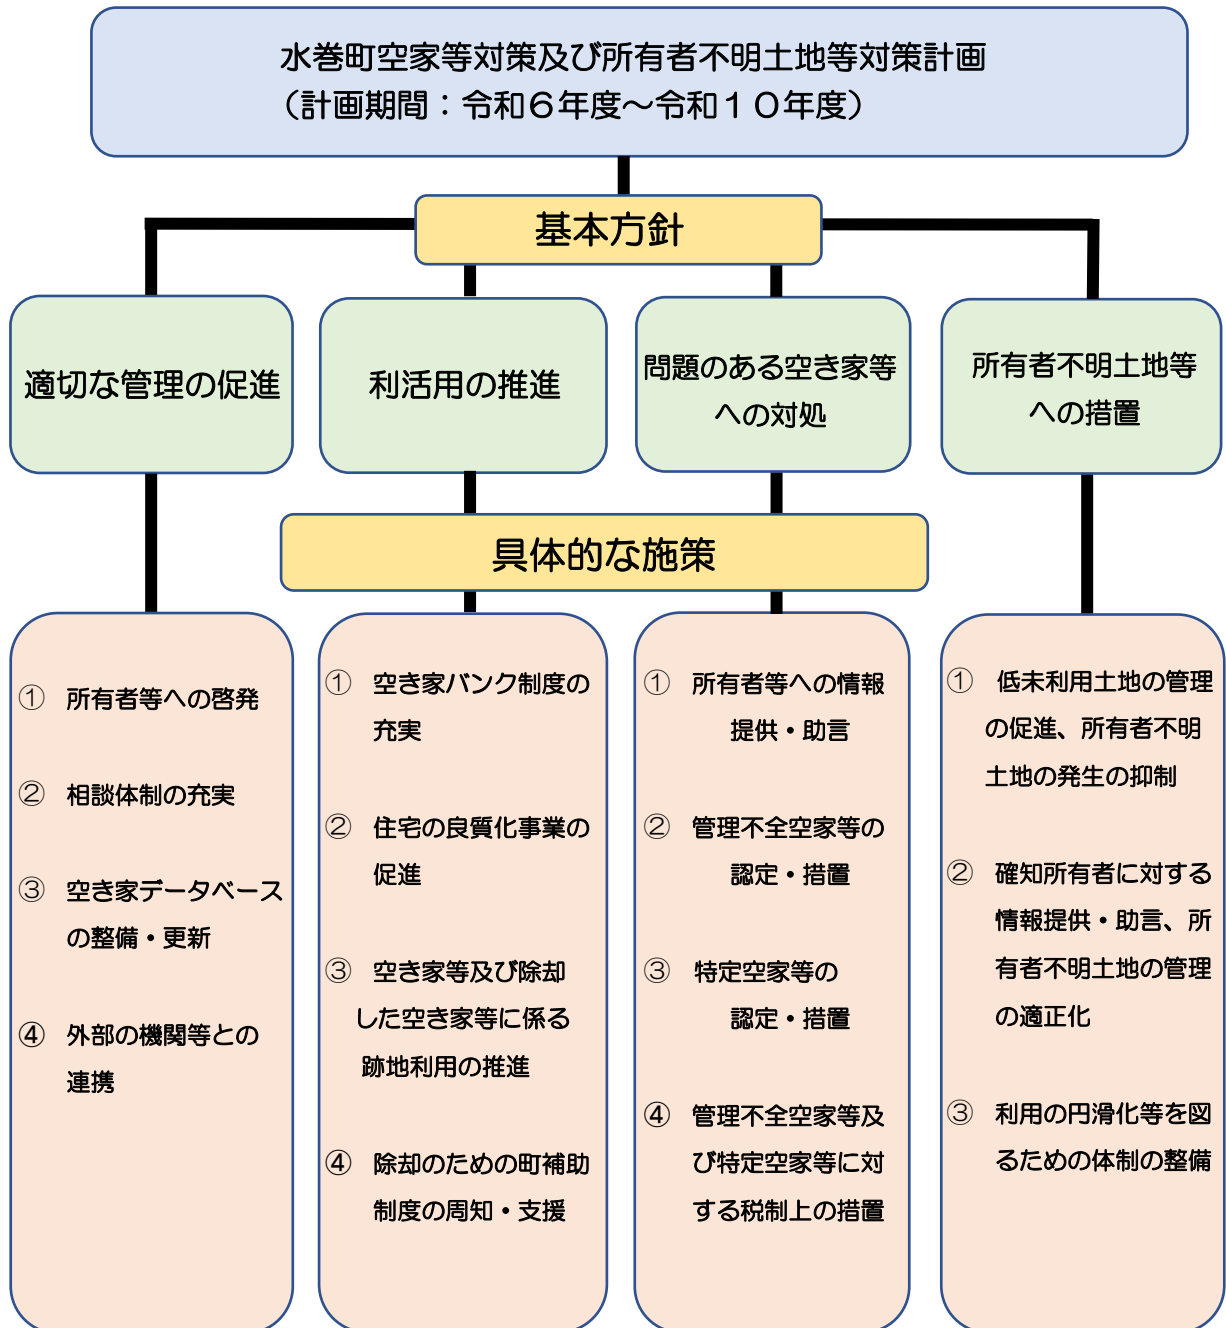 水巻町空家等対策及び所有者不明土地等対策計画
（計画期間：令和６年度～令和１０年度）
基本方針
適切な管理の促進
利活用の推進
問題のある空き家等
への対処
所有者不明土地等
への措置
具体的な施策
① 所有者等への啓発
② 相談体制の充実
③ 空き家データベース
の整備・更新
④ 外部の機関等との
連携
① 空き家バンク制度の
充実
② 住宅の良質化事業の
促進
③ 空き家等及び除却
した空き家等に係る
跡地利用の推進
④ 除却のための町補助
制度の周知・支援
① 所有者等への情報
提供・助言
② 管理不全空家等の
認定・措置
③ 特定空家等の
認定・措置
④ 管理不全空家等及
び特定空家等に対
する税制上の措置
① 低未利用土地の管理
の促進、所有者不明
土地の発生の抑制
② 確知所有者に対する
情報提供・助言、所
有者不明土地の管理
の適正化
③ 利用の円滑化等を図
るための体制の整備